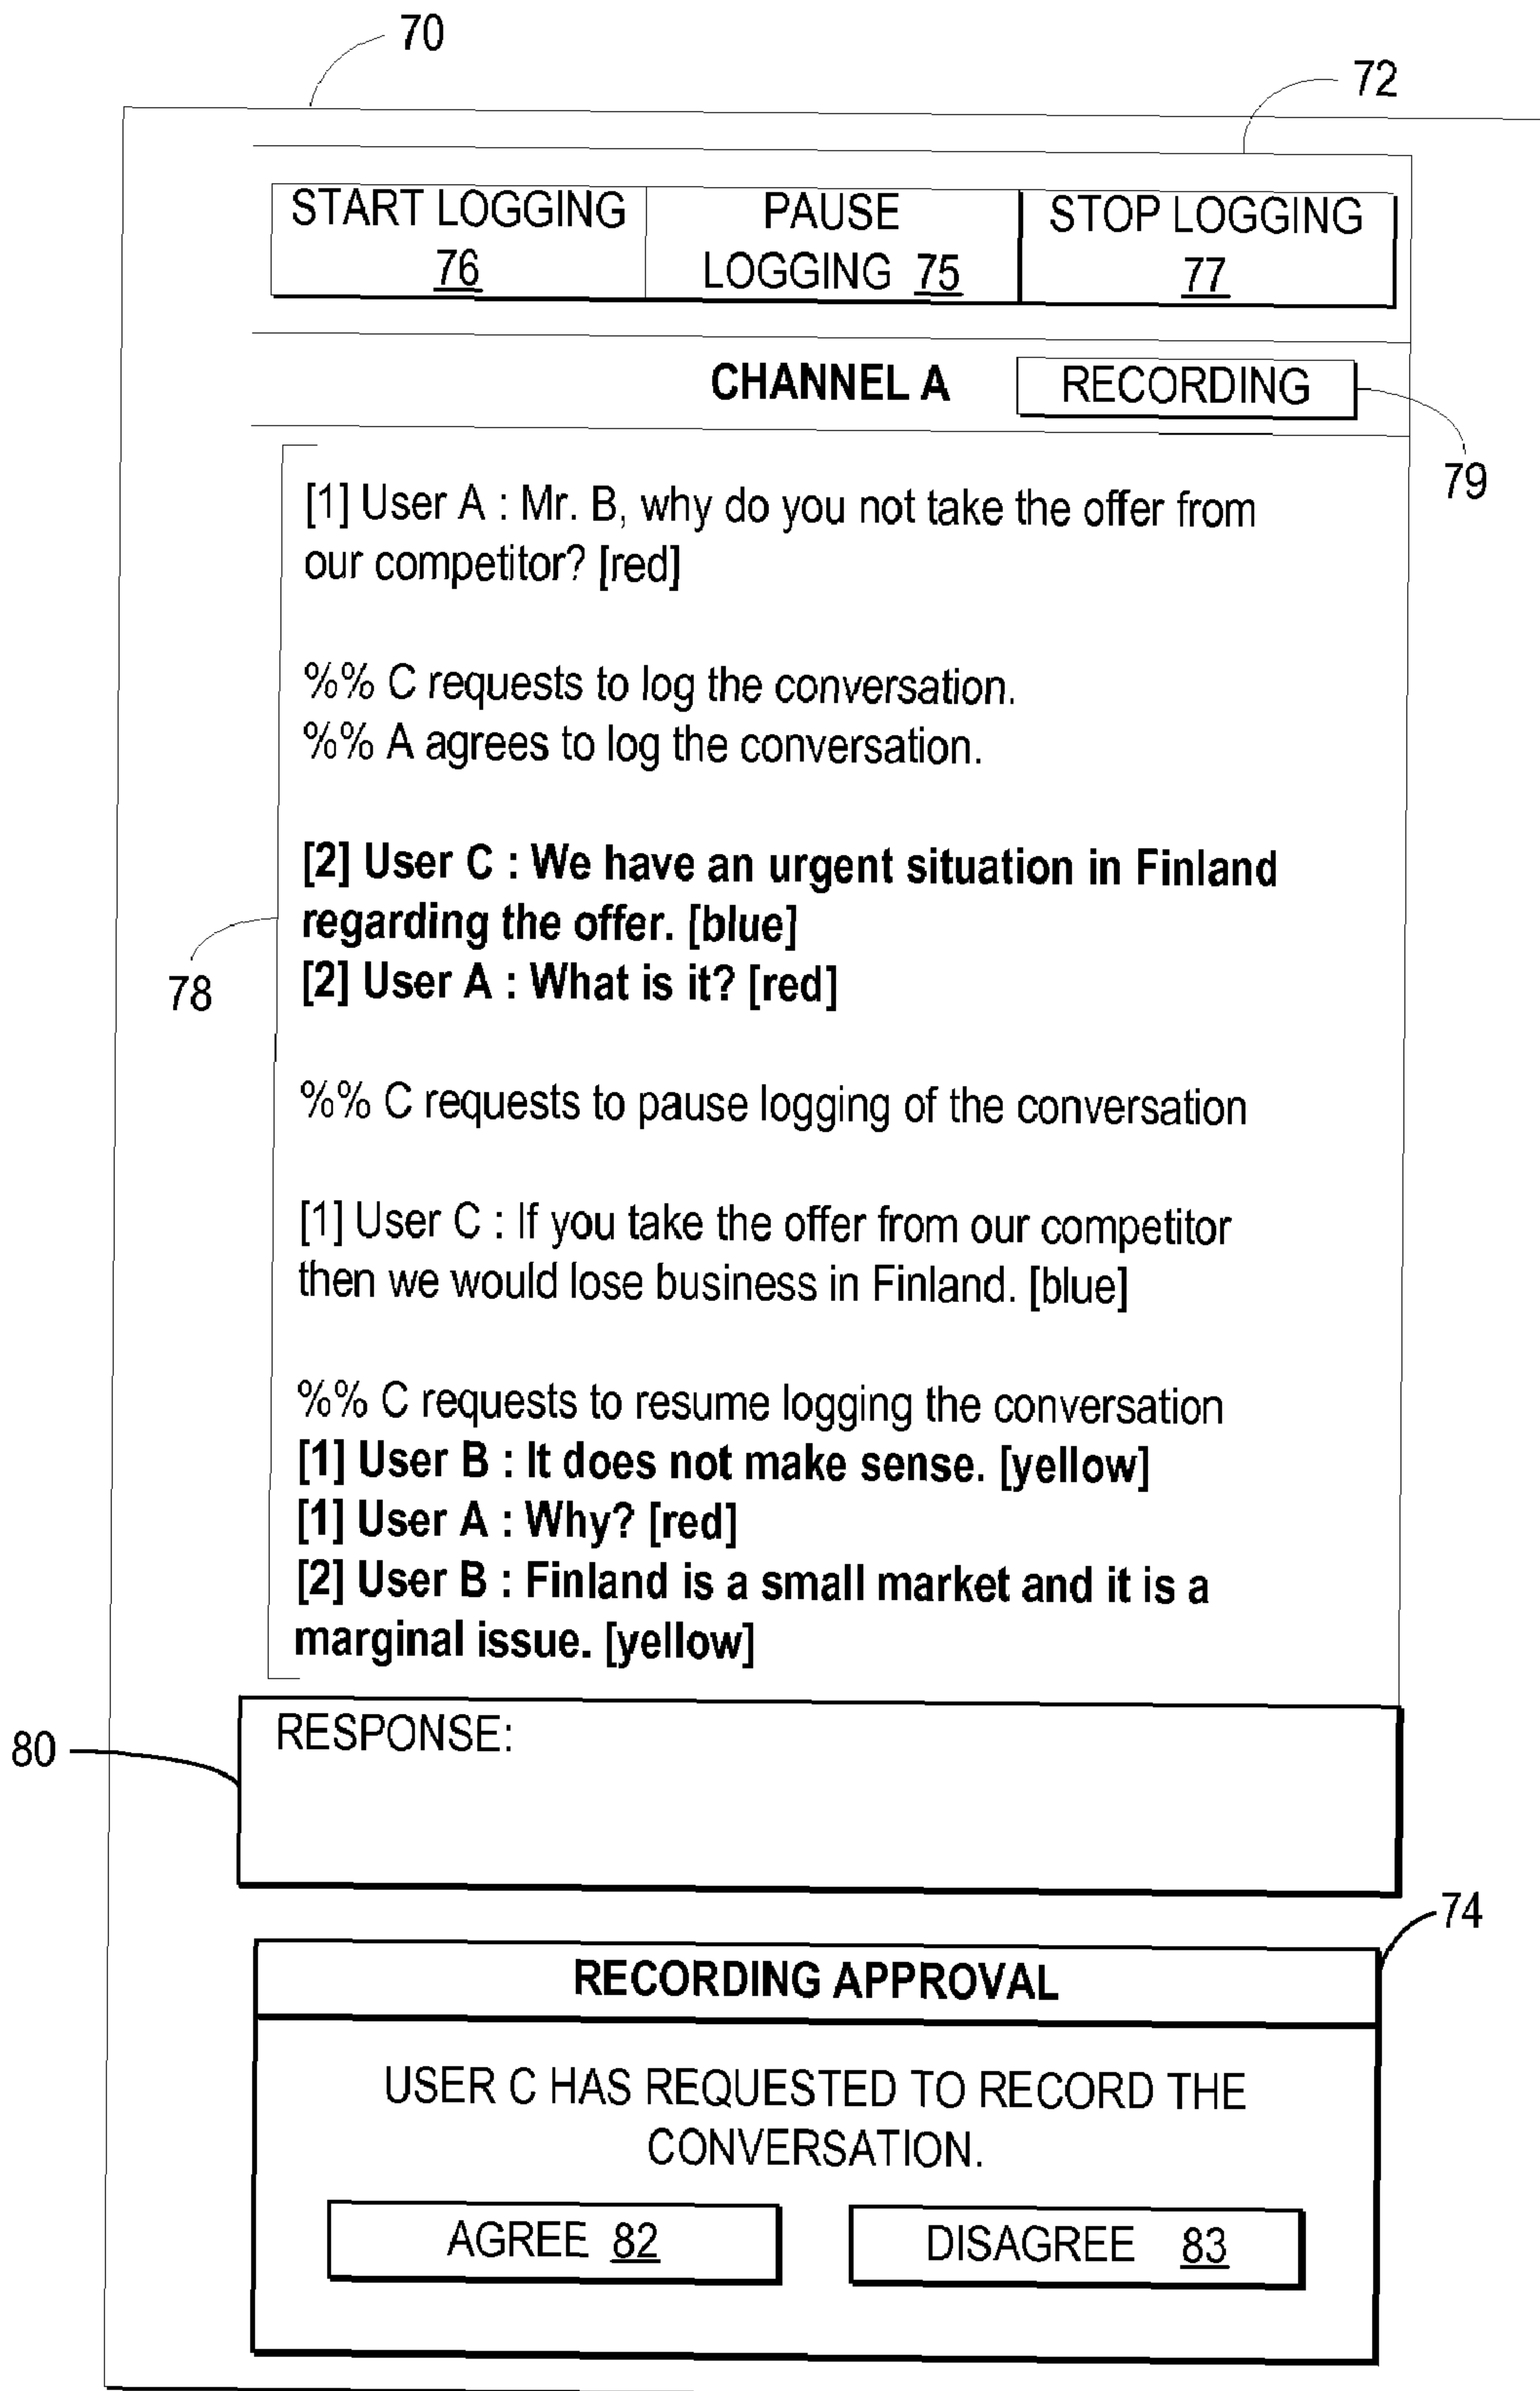 70
72
START LOGGING
76
PAUSE
LOGGING 75
STOP LOGGING
77
CHANNEL A
RECORDING
79
[1] User A : Mr. B, why do you not take the offer from
our competitor? [red]
%% C requests to log the conversation.
%% A agrees to log the conversation.
[2] User C : We have an urgent situation in Finland
regarding the offer. [blue]
[2] User A : What is it? [red]
78
%% C requests to pause logging of the conversation
[1] User C : If you take the offer from our competitor
then we would lose business in Finland. [blue]
%% C requests to resume logging the conversation
[1] User B : It does not make sense. [yellow]
[1] User A : Why? [red]
[2] User B : Finland is a small market and it is a
marginal issue. [yellow]
RESPONSE:
80
74
RECORDING APPROVAL
USER C HAS REQUESTED TO RECORD THE
CONVERSATION.
AGREE 82
DISAGREE 83